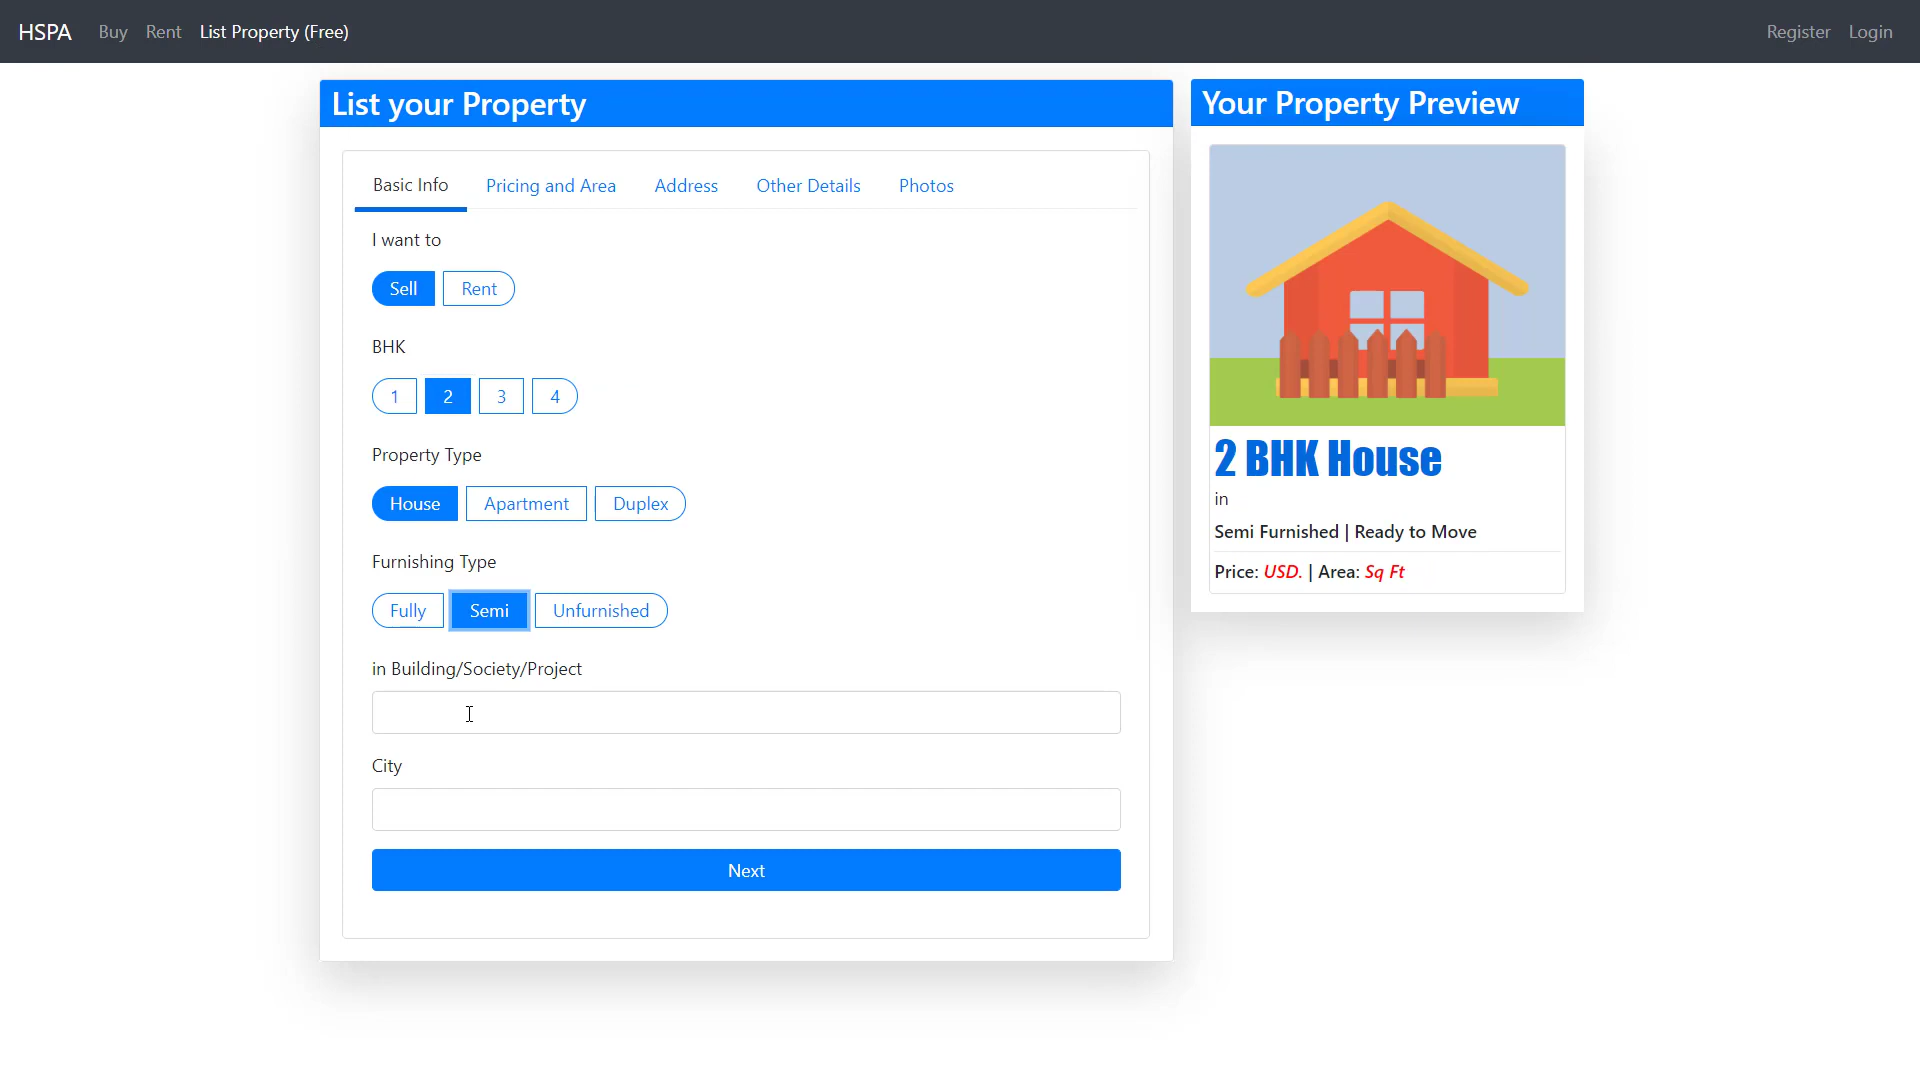 HSPA Buy Rent List Property (Free) Register Login
List your Property
Basic Info Pricing and Area Address Other Details Photos
I want to
Sell Rent
BHK
1 2 3 4
Property Type
House Apartment Duplex
Furnishing Type
Fully Semi Unfurnished
in Building/Society/Project
City
Next
Your Property Preview
2 BHK House
in
Semi Furnished | Ready to Move
Price: USD. | Area: Sq Ft